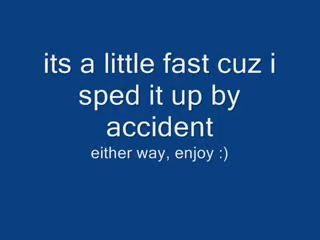 its a little fast cuz i
sped it up by
accident
either way, enjoy :)